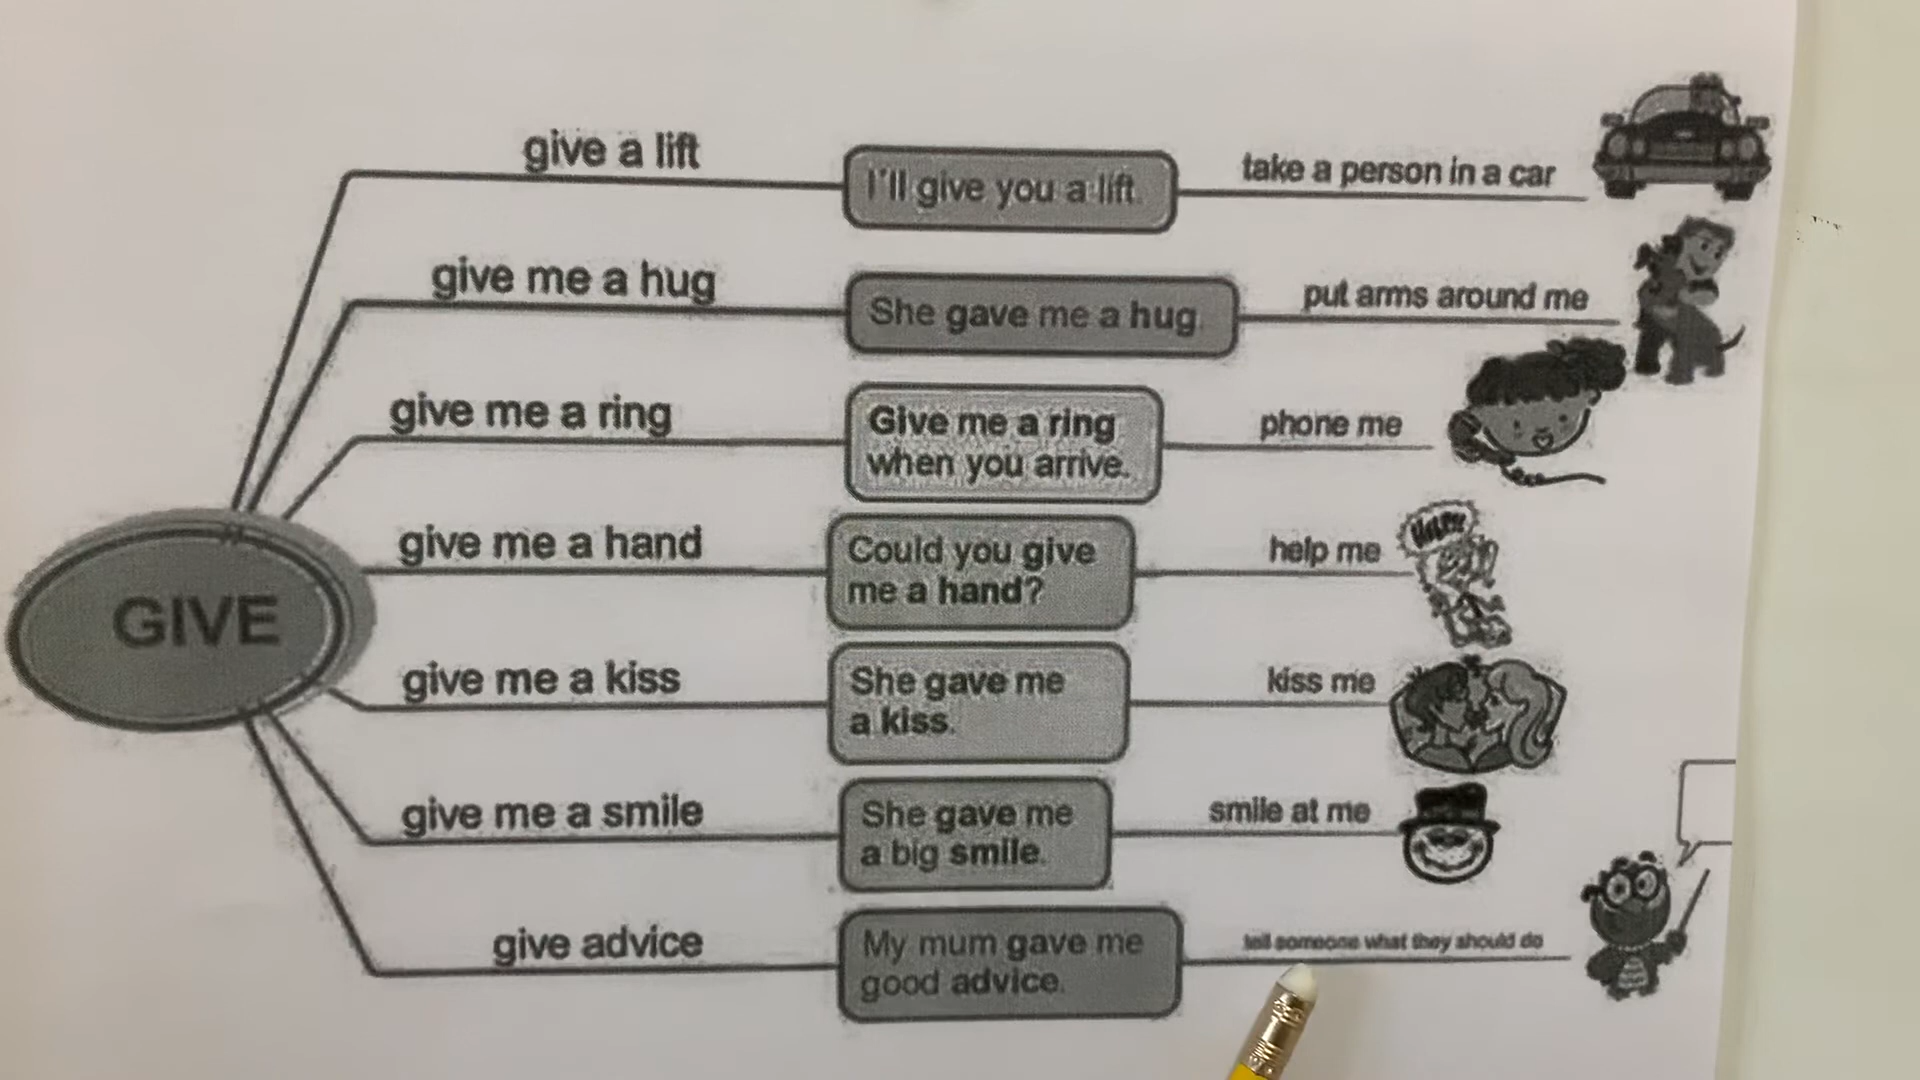 give a lift
I'll give you a lift.
take a person in a car
give me a hug
She gave me a hug.
put arms around me
give me a ring
Give me a ring
when you arrive.
phone me
give me a hand
Could you give
me a hand?
help me
GIVE
give me a kiss
She gave me
a kiss.
kiss me
give me a smile
She gave me
a big smile.
smile at me
give advice
My mum gave me
good advice.
tell someone what they should do